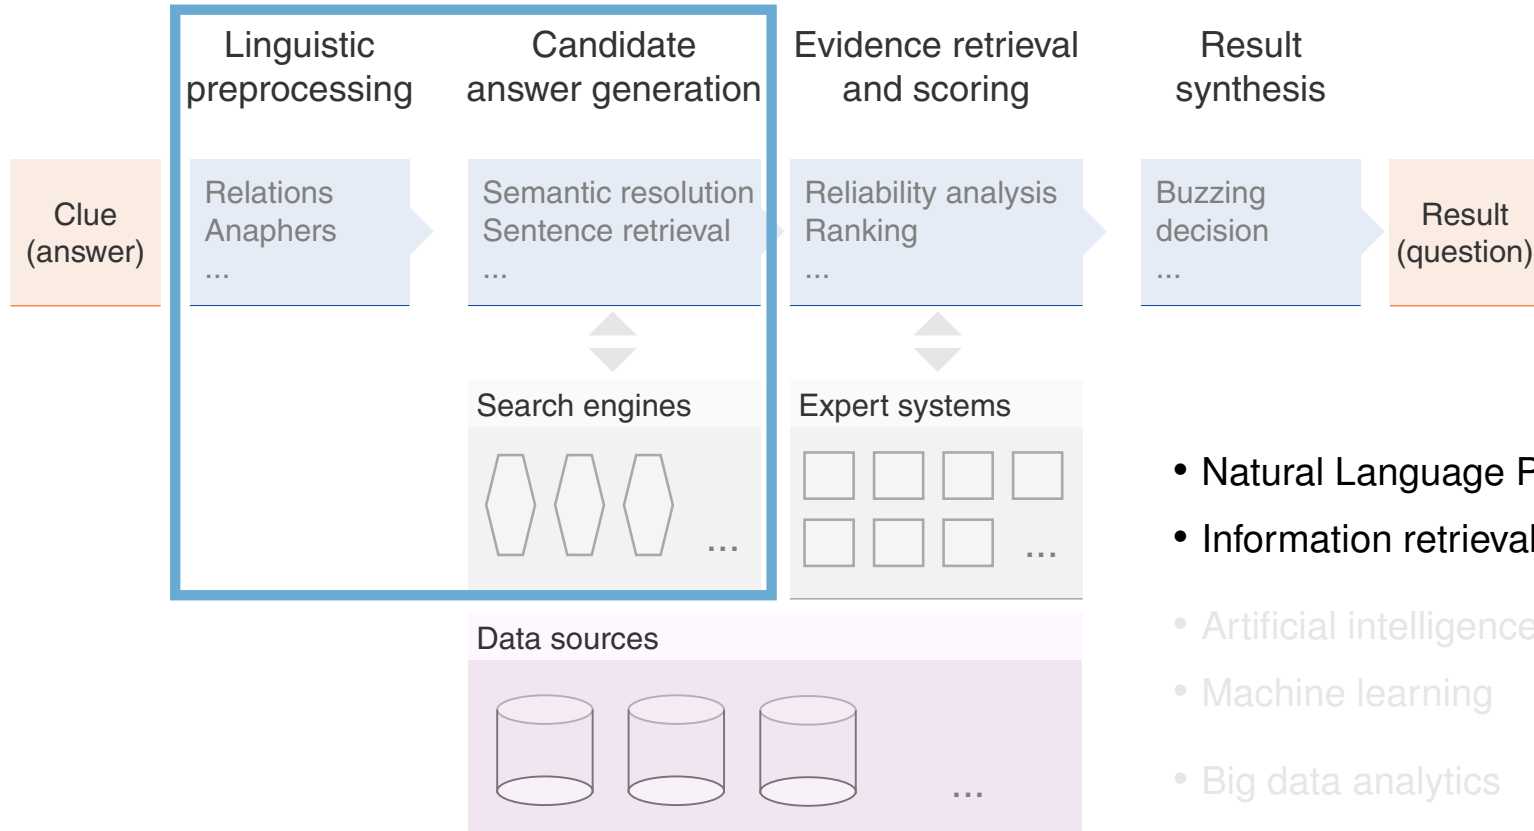 Linguistic
preprocessing
Candidate
answer generation
Evidence retrieval
and scoring
Result
synthesis
Clue
(answer)
Relations
Anaphers
...
Semantic resolution
Sentence retrieval
...
Reliability analysis
Ranking
...
Buzzing
decision
...
Result
(question)
Search engines
...
Expert systems
...
Data sources
...
• Natural Language P
• Information retrieval
• Artificial intelligence
• Machine learning
• Big data analytics